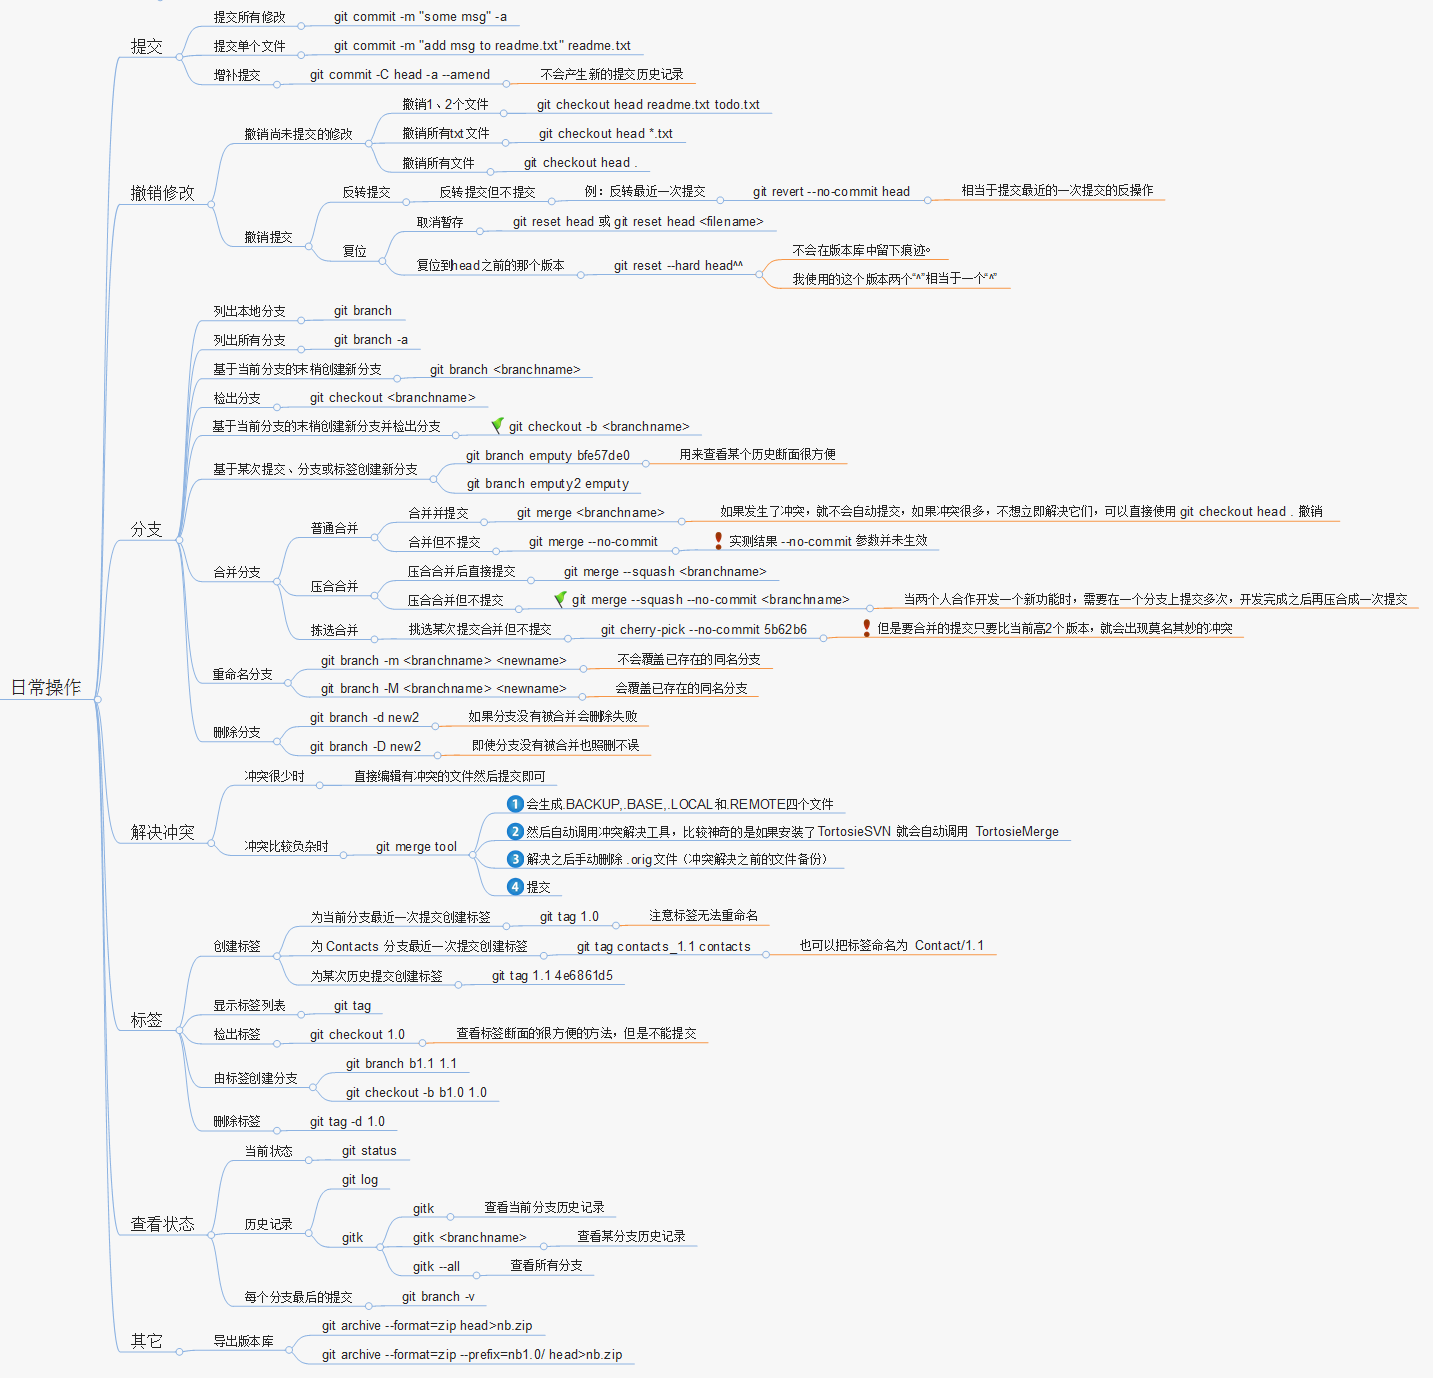 日常操作
提交
提交所有修改
git commit -m "some msg" -a
提交单个文件
git commit -m "add msg to readme.txt" readme.txt
增补提交
git commit -C head -a --amend
不会产生新的提交历史记录
撤销修改
撤销尚未提交的修改
撤销1、2个文件
git checkout head readme.txt todo.txt
撤销所有txt文件
git checkout head *.txt
撤销所有文件
git checkout head .
撤销提交
反转提交
反转提交但不提交
例：反转最近一次提交
git revert --no-commit head
相当于提交最近的一次提交的反操作
复位
取消暂存
git reset head 或 git reset head <filename>
复位到head之前的那个版本
git reset --hard head^^
不会在版本库中留下痕迹。
我使用的这个版本两个“^”相当于一个“^”
分支
列出本地分支
git branch
列出所有分支
git branch -a
基于当前分支的末梢创建新分支
git branch <branchname>
检出分支
git checkout <branchname>
基于当前分支的末梢创建新分支并检出分支
git checkout -b <branchname>
基于某次提交、分支或标签创建新分支
git branch emputy bfe57de0
用来查看某个历史断面很方便
git branch emputy2 emputy
合并分支
普通合并
合并并提交
git merge <branchname>
如果发生了冲突，就不会自动提交，如果冲突很多，不想立即解决它们，可以直接使用 git checkout head . 撤销
合并但不提交
git merge --no-commit
实测结果 --no-commit 参数并未生效
压合合并
压合合并后直接提交
git merge --squash <branchname>
压合合并但不提交
git merge --squash --no-commit <branchname>
当两个人合作开发一个新功能时，需要在一个分支上提交多次，开发完成之后再压合成一次提交
拣选合并
挑选某次提交合并但不提交
git cherry-pick --no-commit 5b62b6
但是要合并的提交只要比当前高2个版本，就会出现莫名其妙的冲突
重命名分支
git branch -m <branchname> <newname>
不会覆盖已存在的同名分支
git branch -M <branchname> <newname>
会覆盖已存在的同名分支
删除分支
git branch -d new2
如果分支没有被合并会删除失败
git branch -D new2
即使分支没有被合并也照删不误
解决冲突
冲突很少时
直接编辑有冲突的文件然后提交即可
冲突比较负杂时
git merge tool
1 会生成.BACKUP,.BASE,.LOCAL和.REMOTE四个文件
2 然后自动调用冲突解决工具，比较神奇的是如果安装了TortosieSVN 就会自动调用 TortosieMerge
3 解决之后手动删除 .orig文件（冲突解决之前的文件备份）
4 提交
标签
创建标签
为当前分支最近一次提交创建标签
git tag 1.0
注意标签无法重命名
为 Contacts 分支最近一次提交创建标签
git tag contacts_1.1 contacts
也可以把标签命名为 Contact/1.1
为某次历史提交创建标签
git tag 1.1 4e6861d5
显示标签列表
git tag
检出标签
git checkout 1.0
查看标签断面的很方便的方法，但是不能提交
由标签创建分支
git branch b1.1 1.1
git checkout -b b1.0 1.0
删除标签
git tag -d 1.0
查看状态
当前状态
git status
历史记录
git log
gitk
gitk
查看当前分支历史记录
gitk <branchname>
查看某分支历史记录
gitk --all
查看所有分支
每个分支最后的提交
git branch -v
其它
导出版本库
git archive --format=zip head>nb.zip
git archive --format=zip --prefix=nb1.0/ head>nb.zip